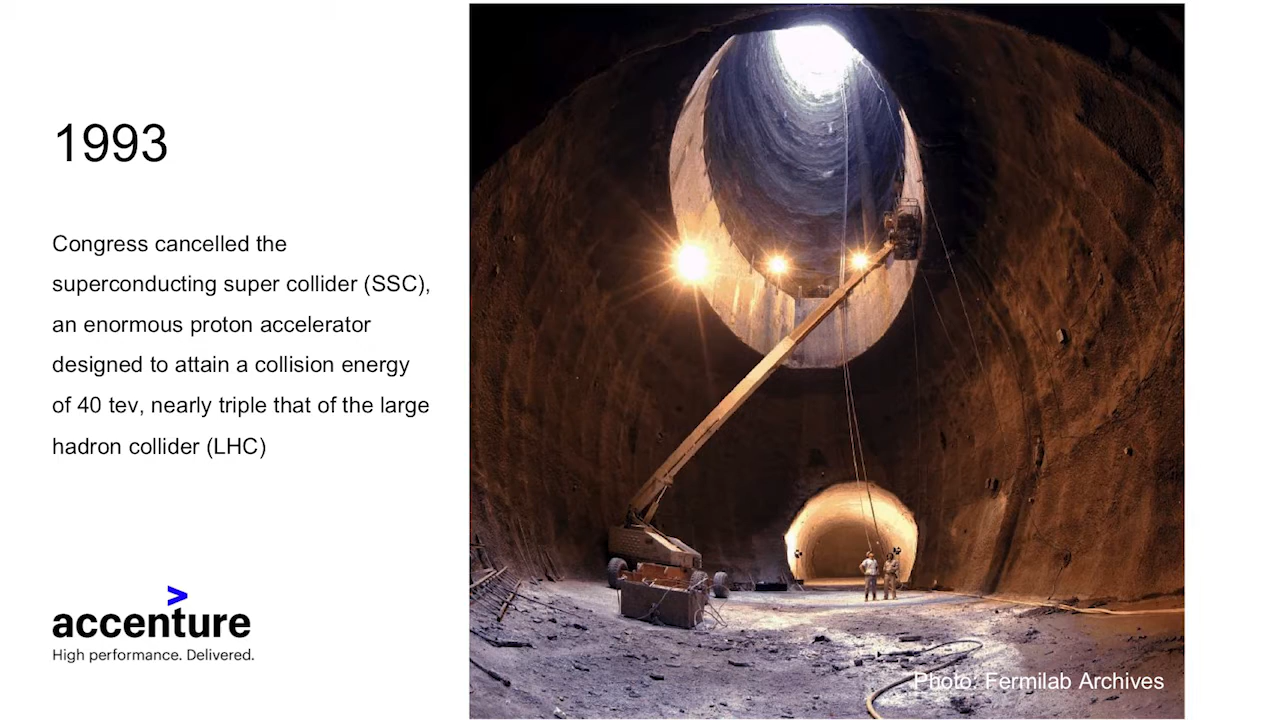 1993
Congress cancelled the
superconducting super collider (SSC),
an enormous proton accelerator
designed to attain a collision energy
of 40 tev, nearly triple that of the large
hadron collider (LHC)
>
accenture
High performance. Delivered.
Photo: Fermilab Archives